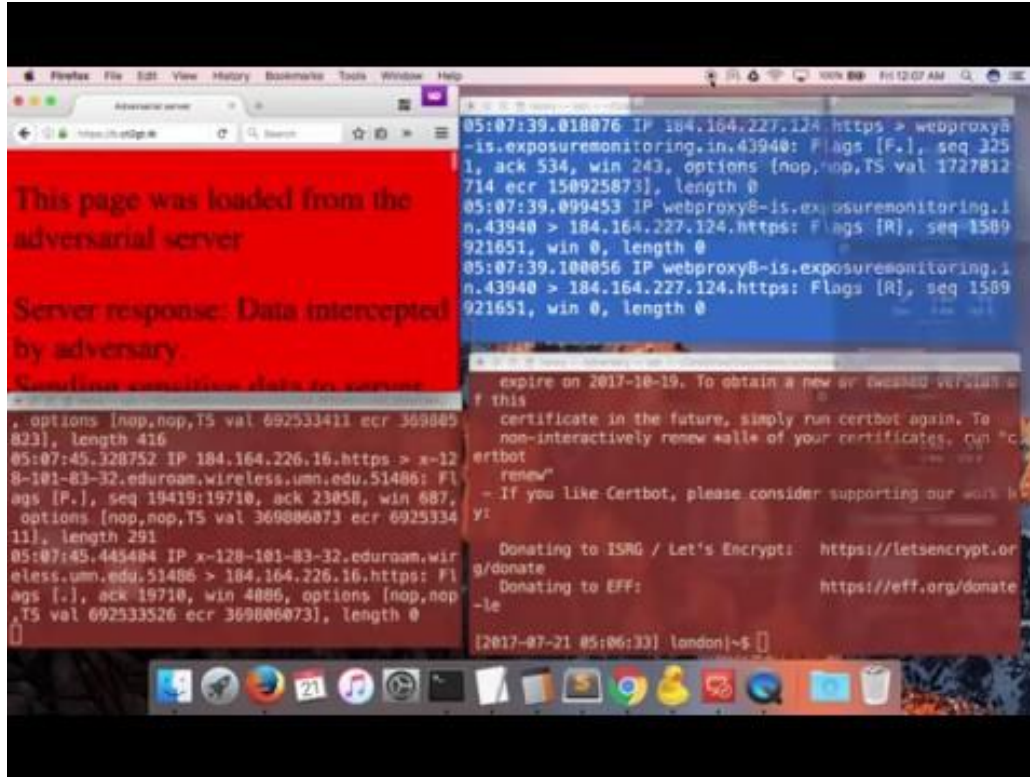 Firefox File Edit View History Bookmarks Tools Window Help
100% Fri 12:07 AM
Adversarial server
Search
This page was loaded from the
adversarial server
Server response: Data intercepted
by adversary
Sending sensitive data to server
05:07:39.018076 IP 184.164.227.124.https > webproxy8
-is.exposuremonitoring.in.43940: Flags [F.], seq 325
1, ack 534, win 243, options [nop,nop,TS val 1727812
714 ecr 150925873], length 0
05:07:39.099453 IP webproxy8-is.exposuremonitoring.i
n.43940 > 184.164.227.124.https: Flags [R], seq 1589
921651, win 0, length 0
05:07:39.100056 IP webproxy8-is.exposuremonitoring.i
n.43940 > 184.164.227.124.https: Flags [R], seq 1589
921651, win 0, length 0
, options [nop,nop,TS val 692533411 ecr 369805
823], length 416
05:07:45.328752 IP 184.164.226.16.https > x-12
8-101-83-32.eduroam.wireless.umn.edu.51486: Fl
ags [P.], seq 19419:19710, ack 23058, win 687,
options [nop,nop,TS val 369806073 ecr 6925334
11], length 291
05:07:45.445484 IP x-128-101-83-32.eduroam.wir
eless.umn.edu.51486 > 184.164.226.16.https: Fl
ags [.], ack 19710, win 4086, options [nop,nop
,TS val 692533526 ecr 369806073], length 0
expire on 2017-10-19. To obtain a new or tweaked version o
f this
certificate in the future, simply run certbot again. To
non-interactively renew *all* of your certificates, run "c
ertbot
renew"
- If you like Certbot, please consider supporting our work b
y:
Donating to ISRG / Let's Encrypt: https://letsencrypt.or
g/donate
Donating to EFF: https://eff.org/donate
-le
[2017-07-21 05:06:33] london|~$
21